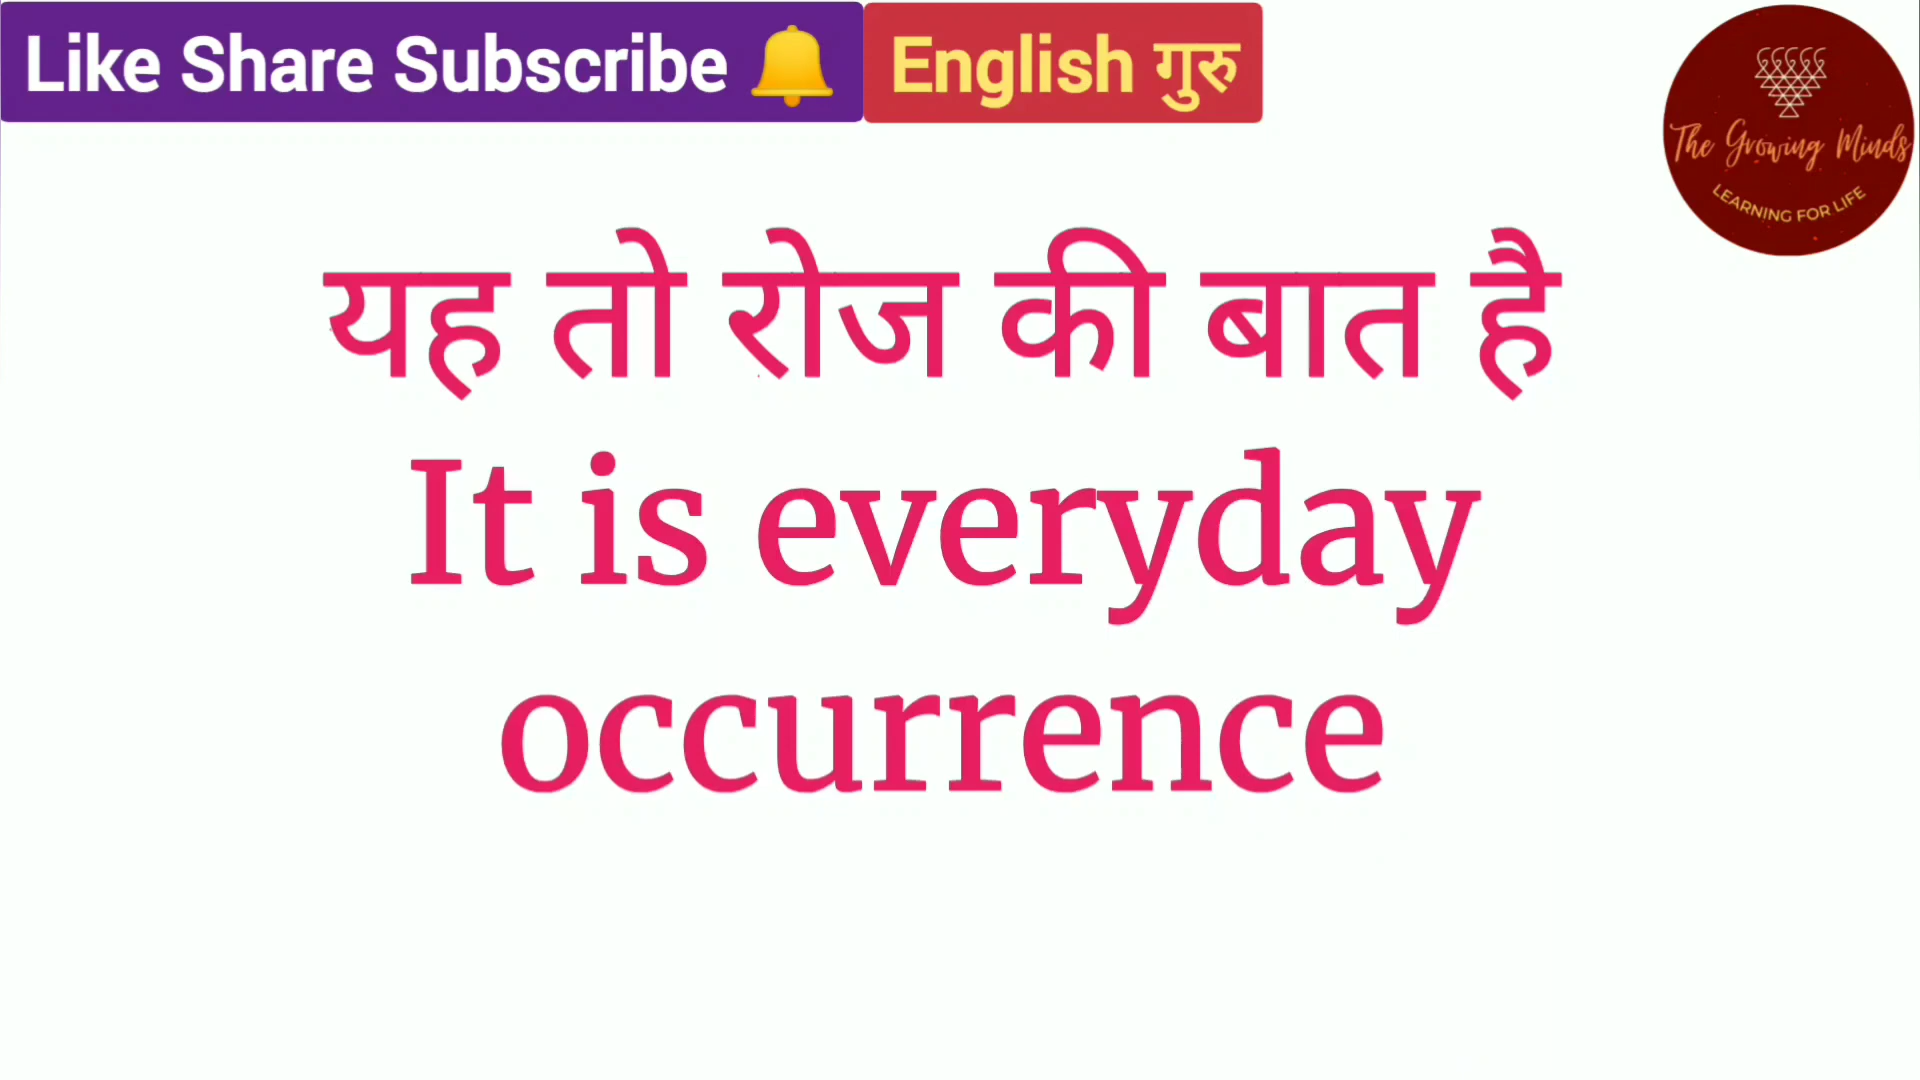 Like Share Subscribe 🔔 English गुरु
The Growing Minds
LEARNING FOR LIFE
यह तो रोज की बात है
It is everyday
occurrence